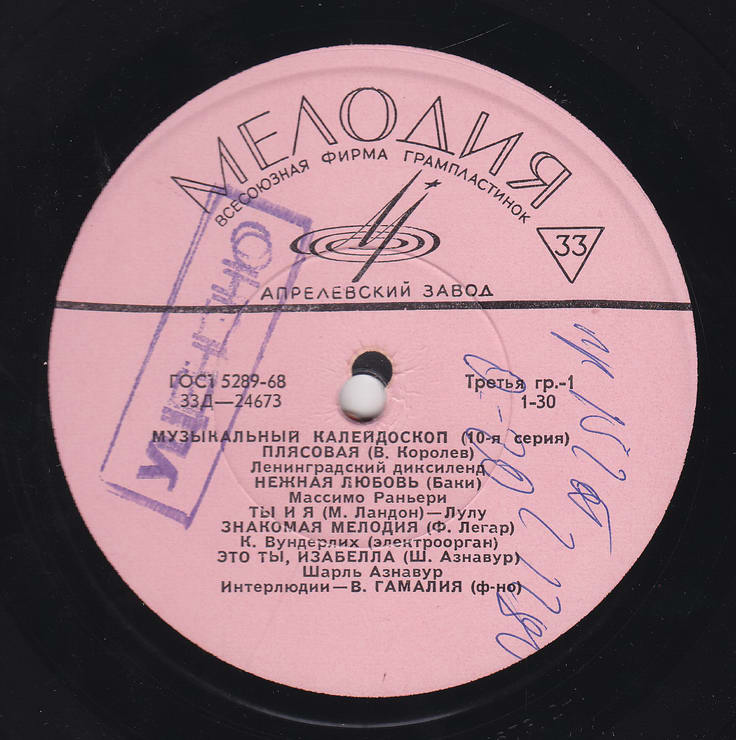 МЕЛОДИЯ
ВСЕСОЮЗНАЯ ФИРМА ГРАМПЛАСТИНОК
33
АПРЕЛЕВСКИЙ ЗАВОД
УЦЕНЕНО
ГОСТ 5289-68
Третья гр.-1
33Д—24673
1-30
МУЗЫКАЛЬНЫЙ КАЛЕЙДОСКОП (10-я серия)
ПЛЯСОВАЯ (В. Королев)
Ленинградский диксиленд
НЕЖНАЯ ЛЮБОВЬ (Баки)
Массимо Раньери
ТЫ И Я (М. Ландон)—Лулу
ЗНАКОМАЯ МЕЛОДИЯ (Ф. Легар)
К. Вундерлих (электроорган)
ЭТО ТЫ, ИЗАБЕЛЛА (Ш. Азнавур)
Шарль Азнавур
Интерлюдии—В. ГАМАЛИЯ (ф-но)